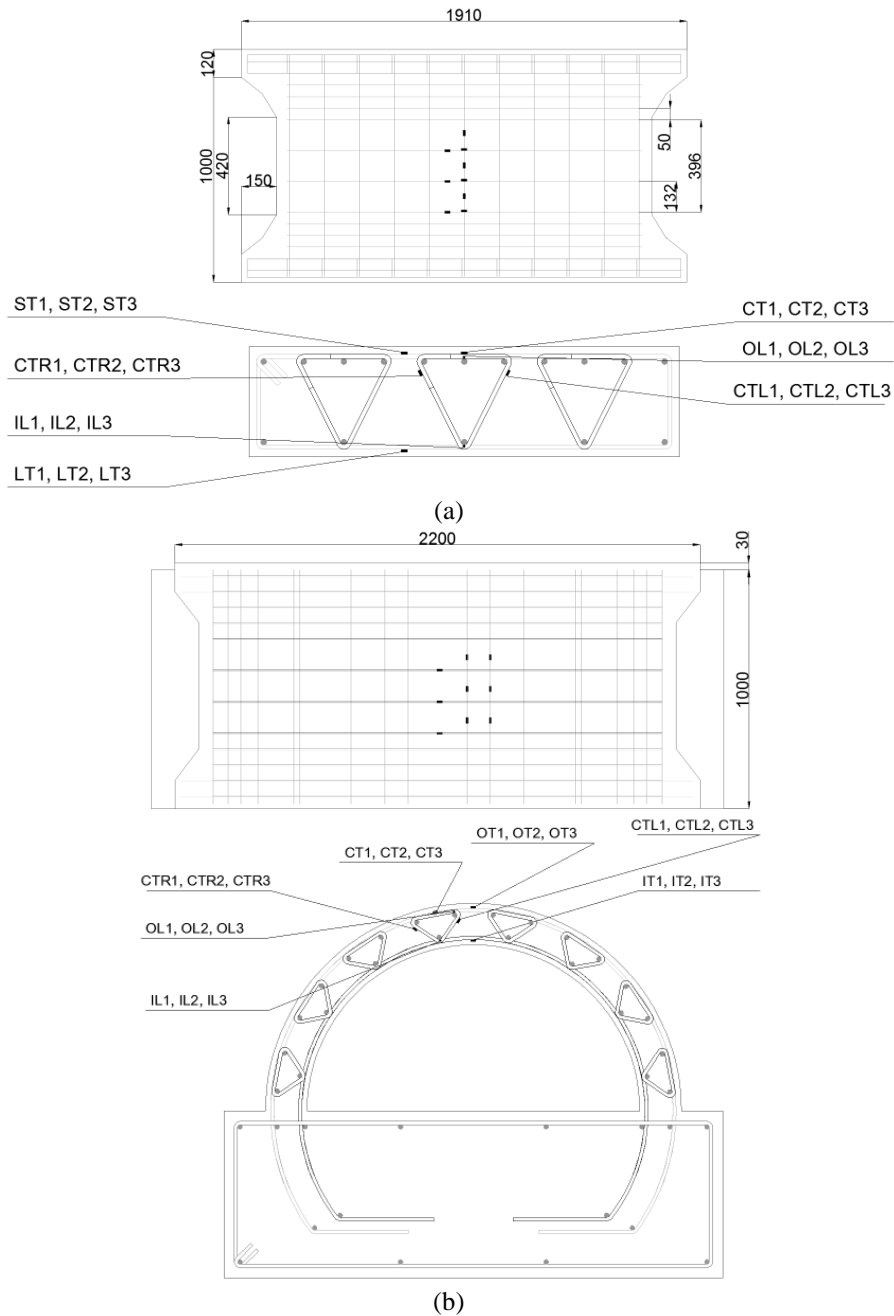 1910
120
1000
420
150
50
396
132
ST1, ST2, ST3
CT1, CT2, CT3
CTR1, CTR2, CTR3
OL1, OL2, OL3
CTL1, CTL2, CTL3
IL1, IL2, IL3
LT1, LT2, LT3
(a)
2200
30
1000
CTL1, CTL2, CTL3
OT1, OT2, OT3
CT1, CT2, CT3
CTR1, CTR2, CTR3
IT1, IT2, IT3
OL1, OL2, OL3
IL1, IL2, IL3
(b)